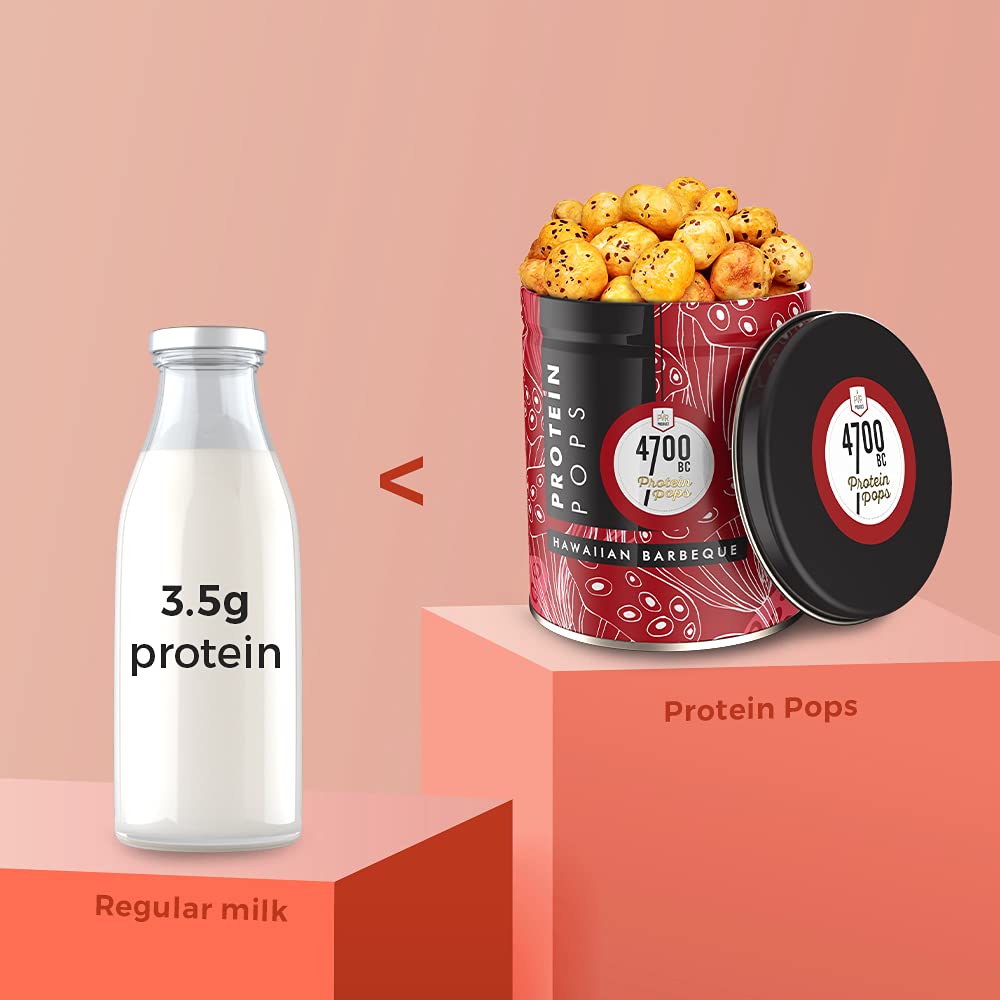 3.5g
protein
Regular milk
<
PROTEiN
POPS
4700
BC
Protein
Pops
HAWAIIAN BARBEQUE
PVR
4700
BC
Protein
Pops
Protein Pops